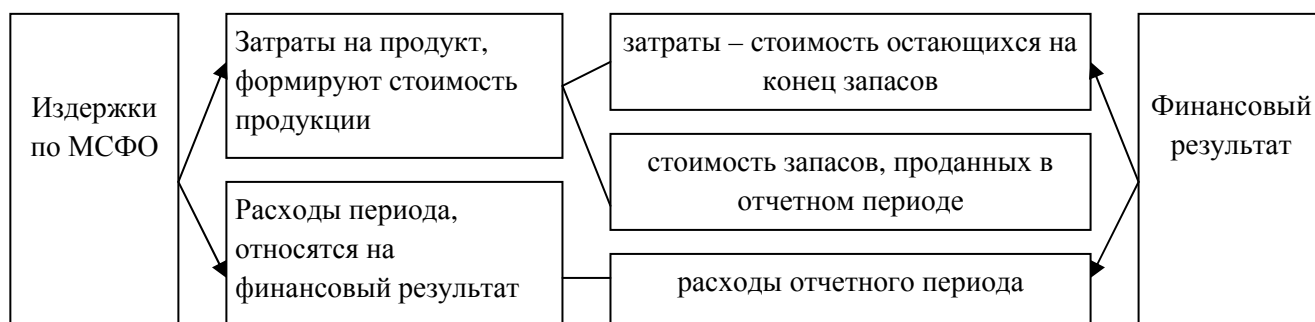 Издержки
по МСФО
Затраты на продукт,
формируют стоимость
продукции
Расходы периода,
относятся на
финансовый результат
затраты – стоимость остающихся на
конец запасов
стоимость запасов, проданных в
отчетном периоде
расходы отчетного периода
Финансовый
результат